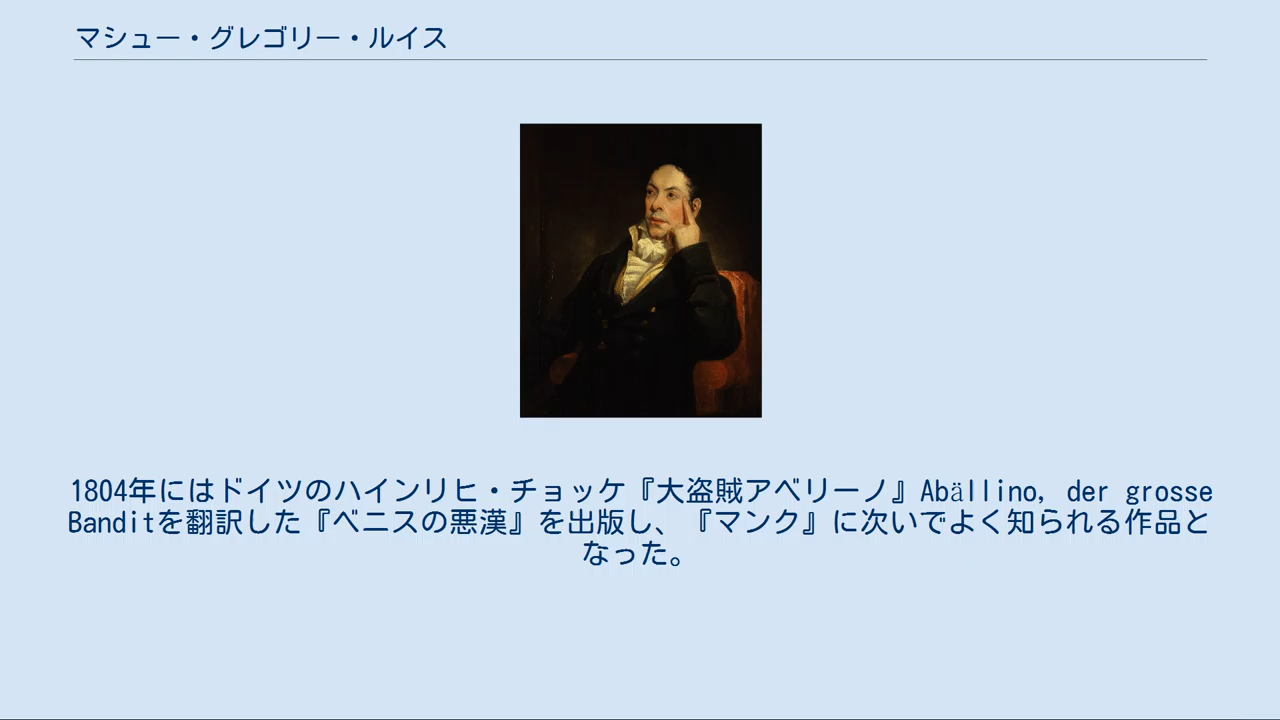 マシュー・グレゴリー・ルイス
1804年にはドイツのハインリヒ・チョッケ『大盗賊アベリーノ』Abällino, der grosse
Banditを翻訳した『ベニスの悪漢』を出版し、『マンク』に次いでよく知られる作品と
なった。